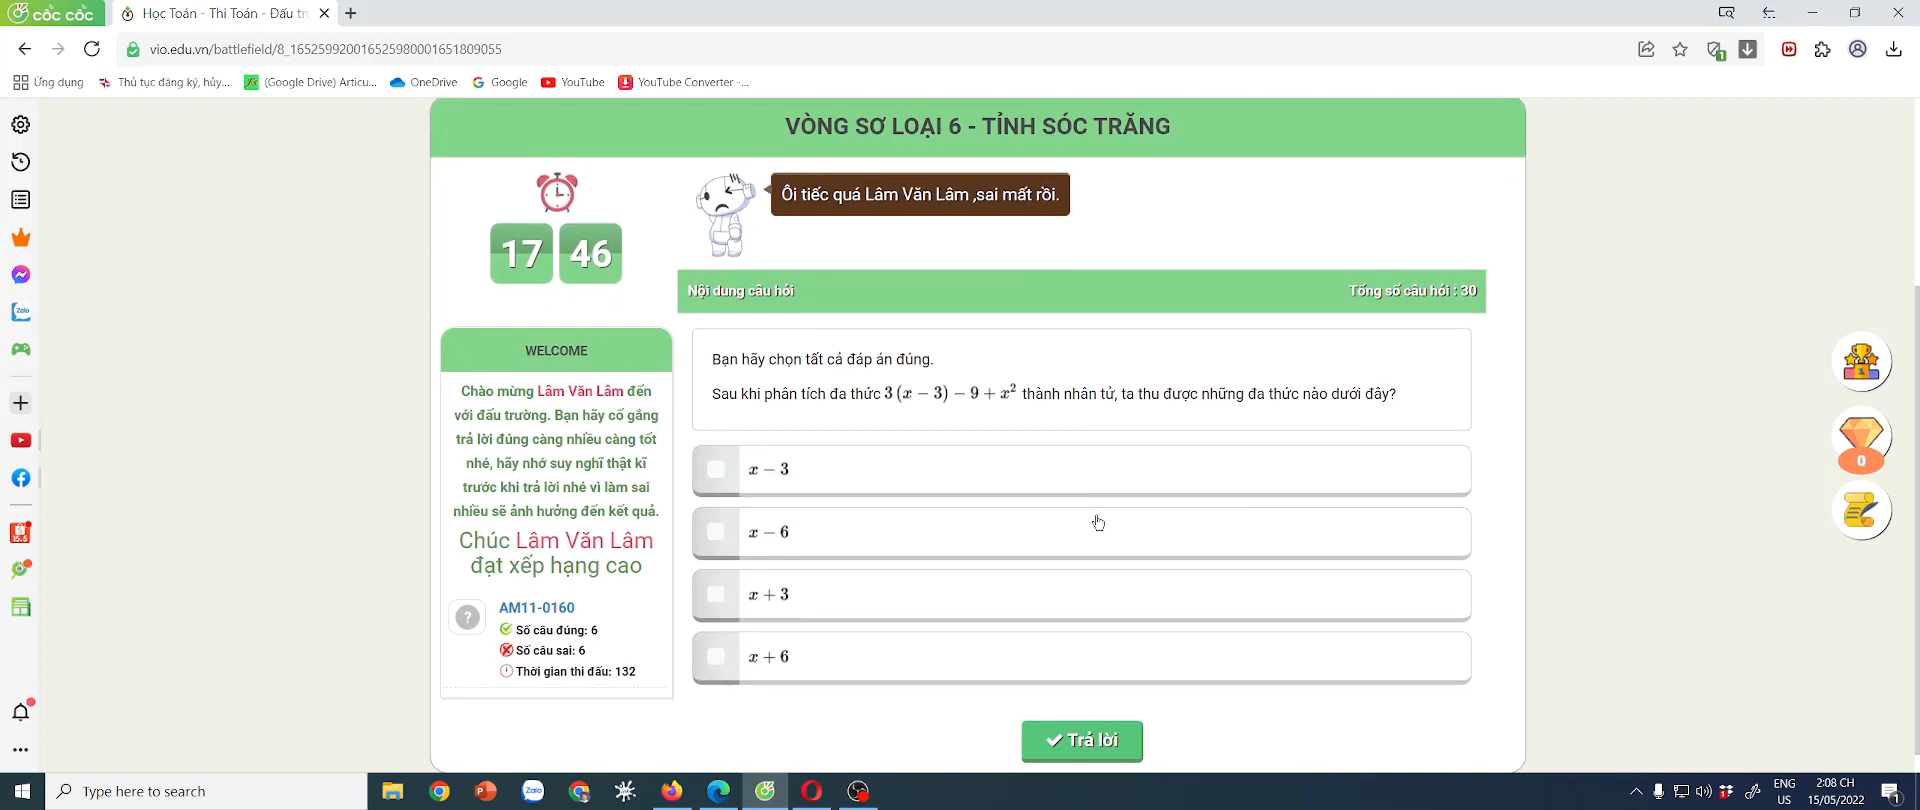 cốc cốc
Học Toán - Thi Toán - Đấu tr
vio.edu.vn/battlefield/8_165259920016525980001651809055
Ứng dụng
Thủ tục đăng ký, hủy...
(Google Drive) Articu...
OneDrive
Google
YouTube
YouTube Converter -...
VÒNG SƠ LOẠI 6 - TỈNH SÓC TRĂNG
Ôi tiếc quá Lâm Văn Lâm ,sai mất rồi.
17 46
Nội dung câu hỏi
Tổng số câu hỏi : 30
WELCOME
Chào mừng Lâm Văn Lâm đến
với đấu trường. Bạn hãy cố gắng
trả lời đúng càng nhiều càng tốt
nhé, hãy nhớ suy nghĩ thật kĩ
trước khi trả lời nhé vì làm sai
nhiều sẽ ảnh hưởng đến kết quả.
Chúc Lâm Văn Lâm
đạt xếp hạng cao
AM11-0160
Số câu đúng: 6
Số câu sai: 6
Thời gian thi đấu: 132
Bạn hãy chọn tất cả đáp án đúng.
Sau khi phân tích đa thức 3 (x − 3) − 9 + x² thành nhân tử, ta thu được những đa thức nào dưới đây?
x − 3
x − 6
x + 3
x + 6
Trả lời
0
Zalo
15.5
Type here to search
Zalo
ENG
US
2:08 CH
15/05/2022
1